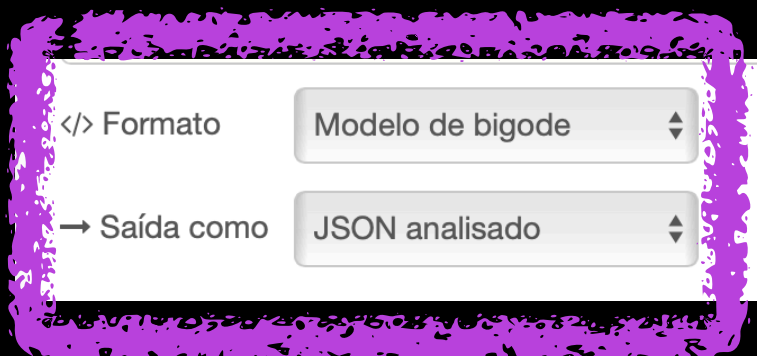 </> Formato
Modelo de bigode
Saída como
JSON analisado